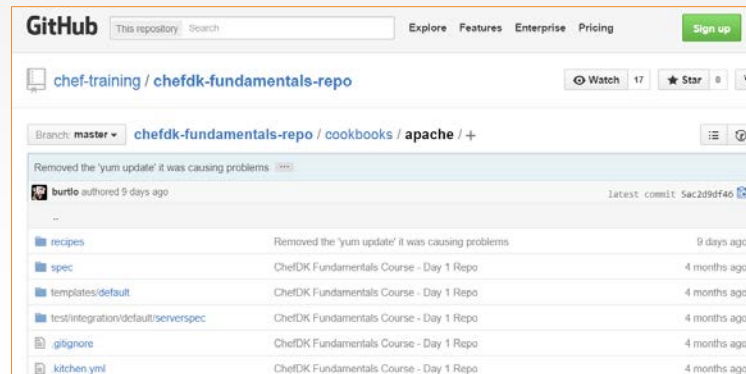 GitHub This repository Search Explore Features Enterprise Pricing Sign up
chef-training / chefdk-fundamentals-repo Watch 17 Star 0
Branch: master chefdk-fundamentals-repo / cookbooks / apache / +
Removed the 'yum update' it was causing problems
burtlo authored 9 days ago latest commit 5ac2d9df46
..
recipes Removed the 'yum update' it was causing problems 9 days ago
spec ChefDK Fundamentals Course - Day 1 Repo 4 months ago
templates/default ChefDK Fundamentals Course - Day 1 Repo 4 months ago
test/integration/default/serverspec ChefDK Fundamentals Course - Day 1 Repo 4 months ago
.gitignore ChefDK Fundamentals Course - Day 1 Repo 4 months ago
.kitchen.yml ChefDK Fundamentals Course - Day 1 Repo 4 months ago